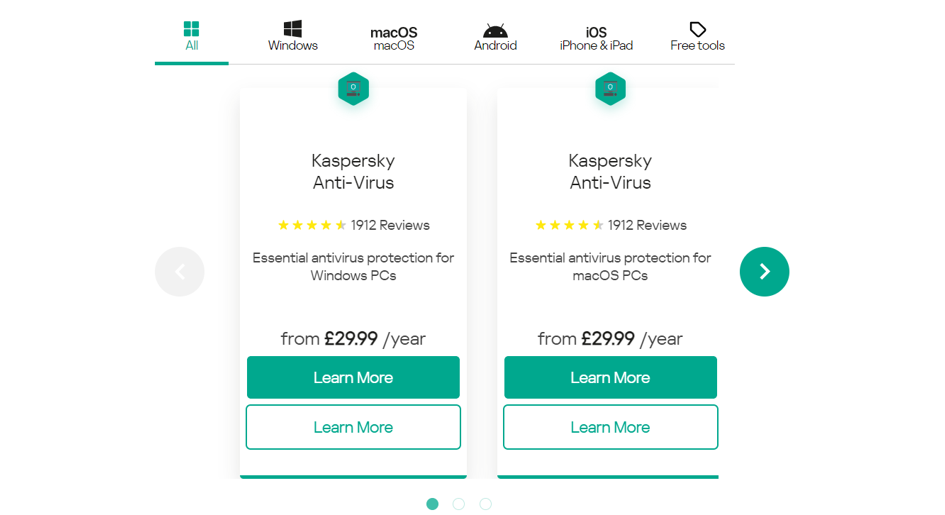 All
Windows
macOS
macOS
Android
iOS
iPhone & iPad
Free tools
Kaspersky
Anti-Virus
1912 Reviews
Essential antivirus protection for
Windows PCs
from £29.99 /year
Learn More
Learn More
Kaspersky
Anti-Virus
1912 Reviews
Essential antivirus protection for
macOS PCs
from £29.99 /year
Learn More
Learn More